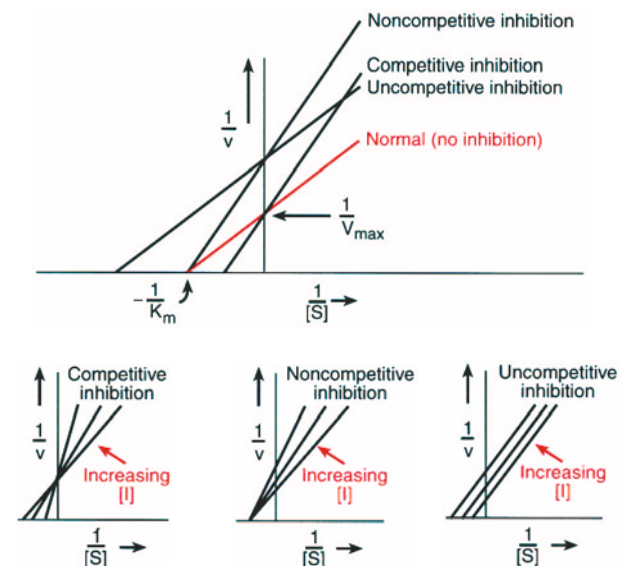 Noncompetitive inhibition
Competitive inhibition
Uncompetitive inhibition
1
v
Normal (no inhibition)
1
Vmax
- 1
Km
1
[S]
Competitive
inhibition
1
v
Increasing
[I]
1
[S]
Noncompetitive
inhibition
1
v
Increasing
[I]
1
[S]
Uncompetitive
inhibition
1
v
Increasing
[I]
1
[S]